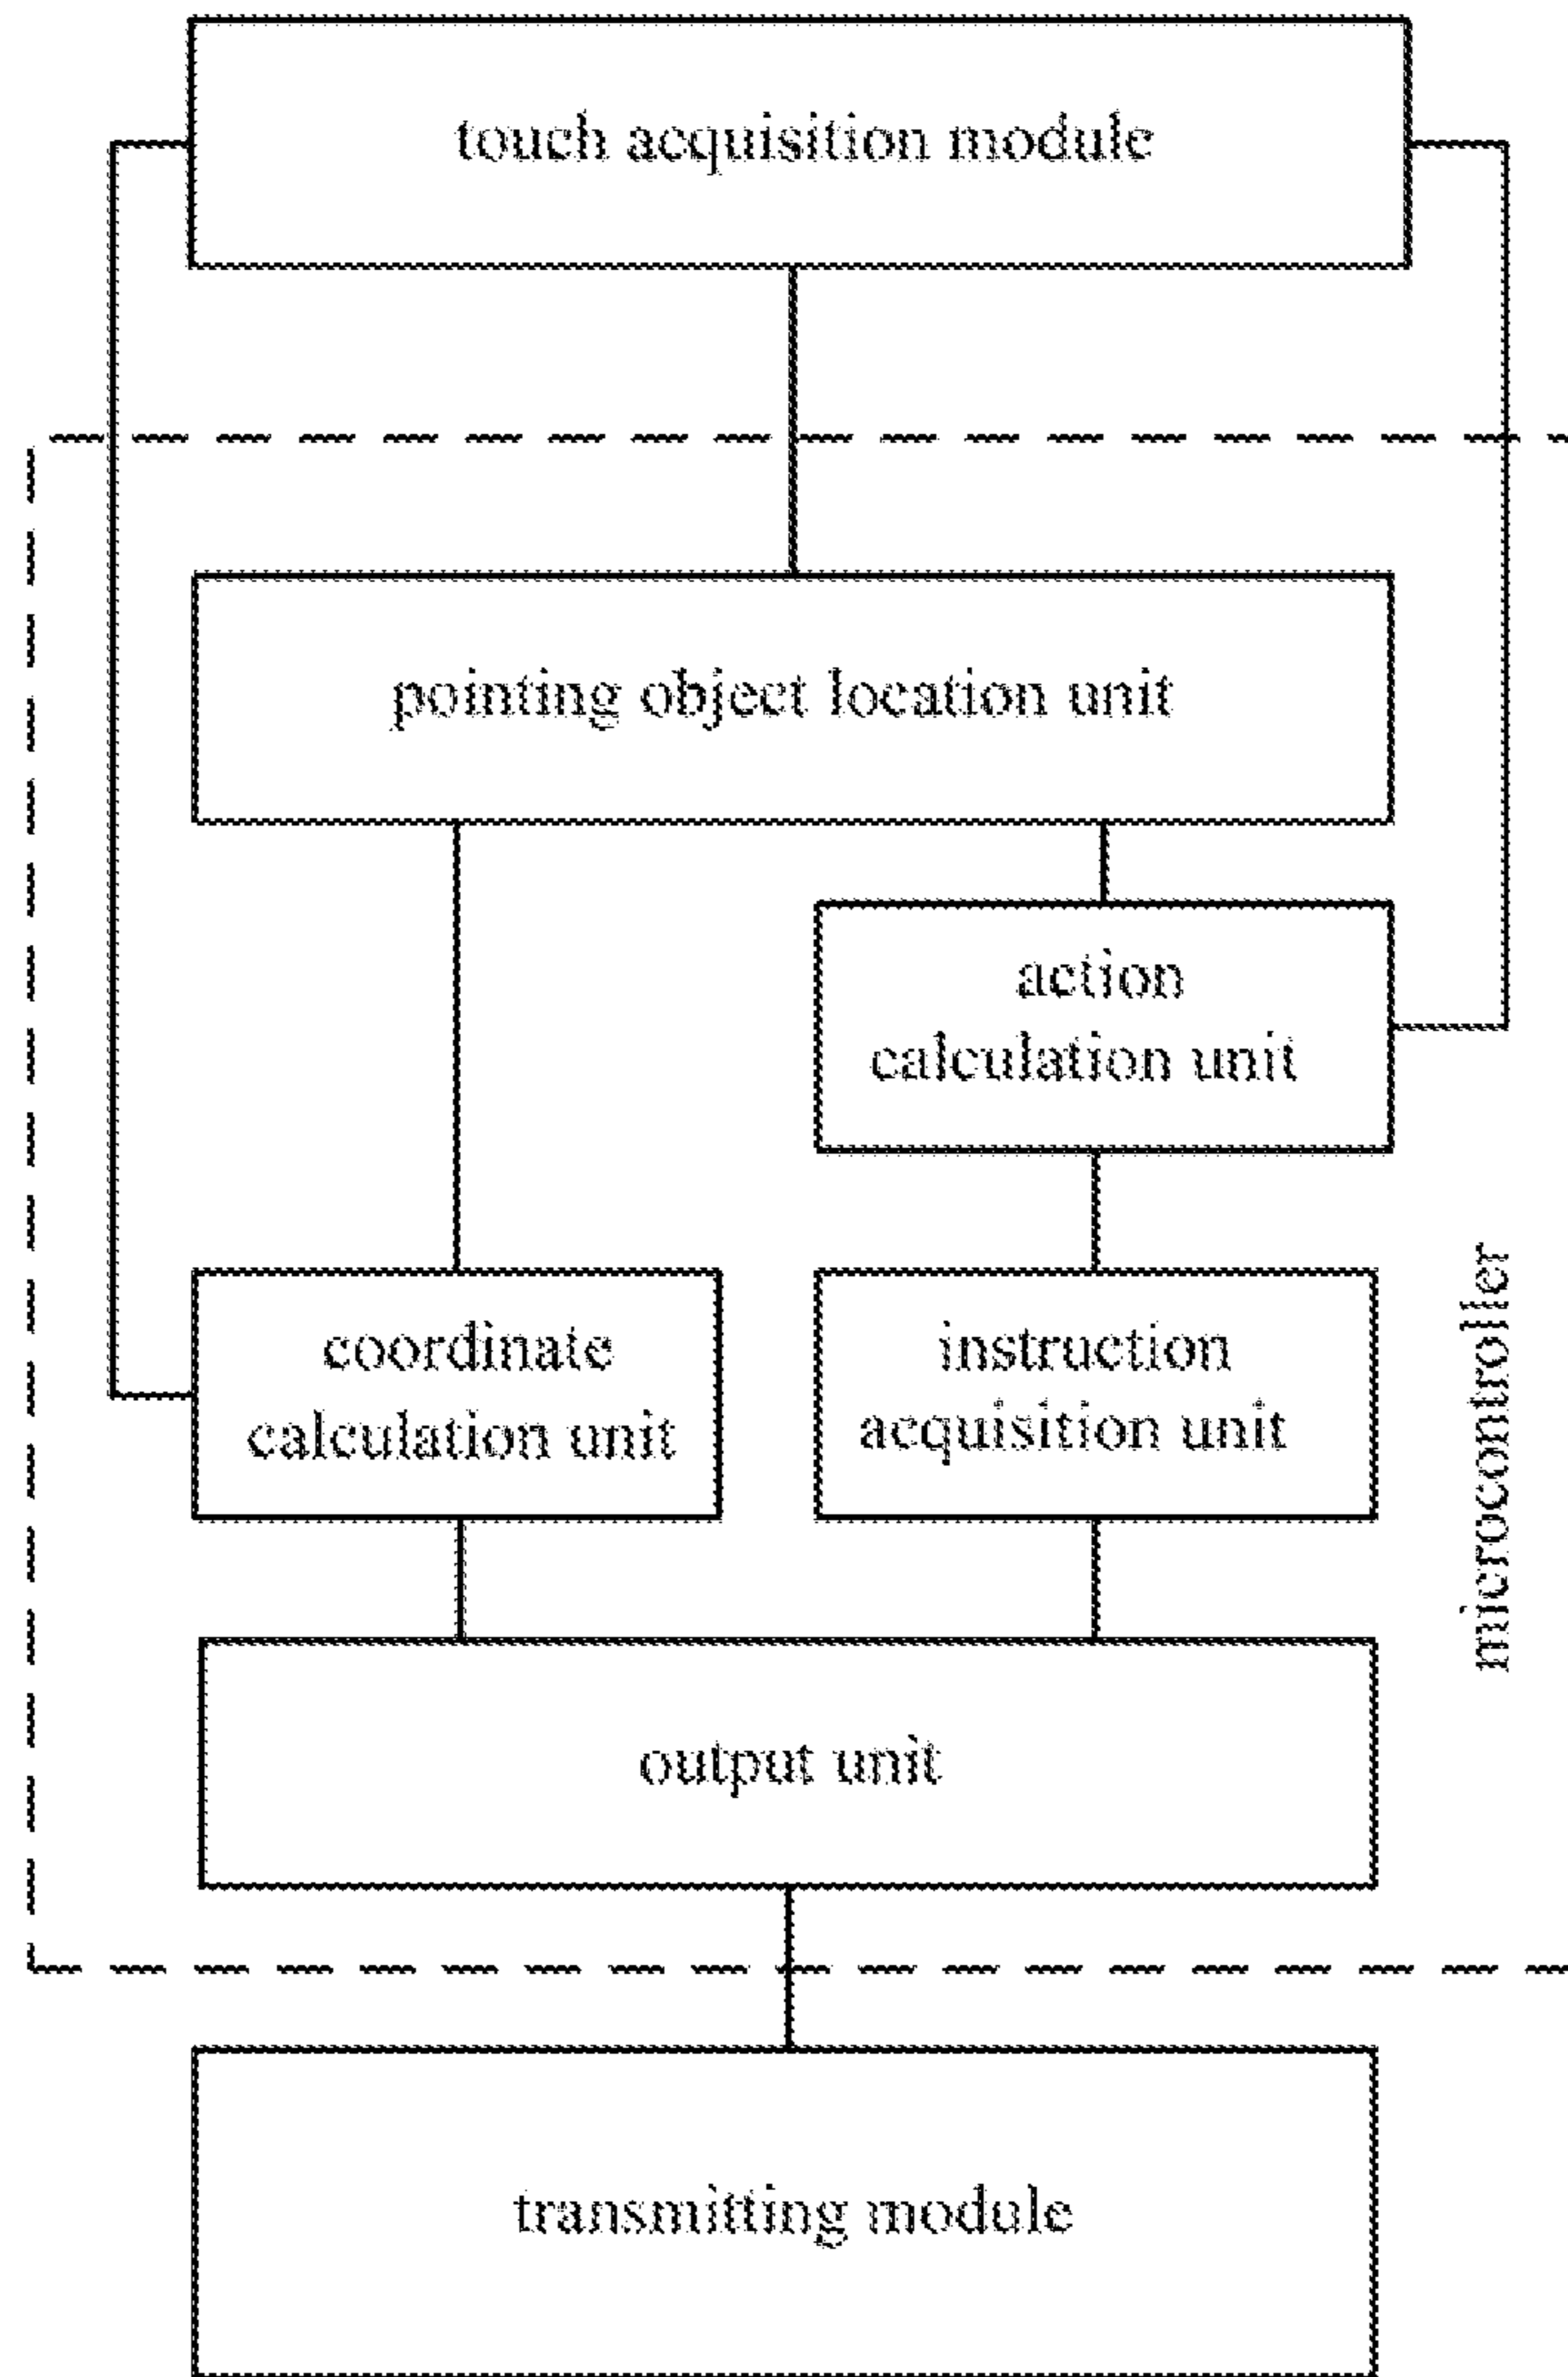 touch acquisition module
pointing object location unit
action
calculation unit
coordinate
calculation unit
instruction
acquisition unit
microcontroller
output unit
transmitting module